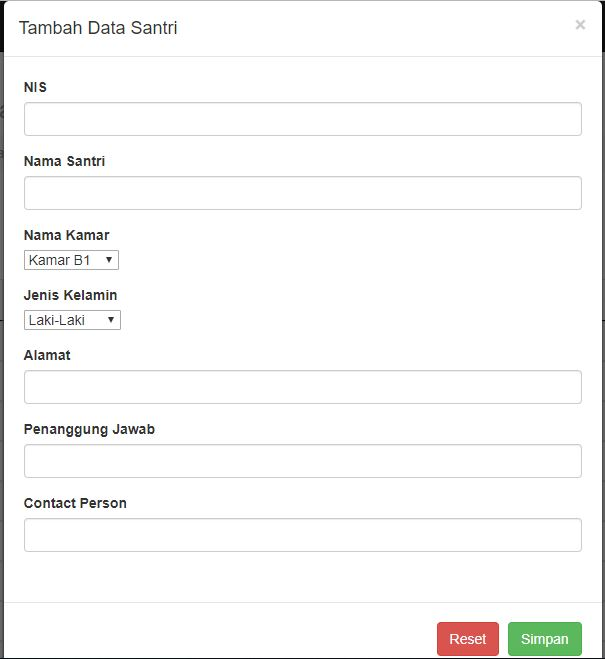 Tambah Data Santri ×
NIS
Nama Santri
Nama Kamar
Kamar B1
Jenis Kelamin
Laki-Laki
Alamat
Penanggung Jawab
Contact Person
Reset Simpan